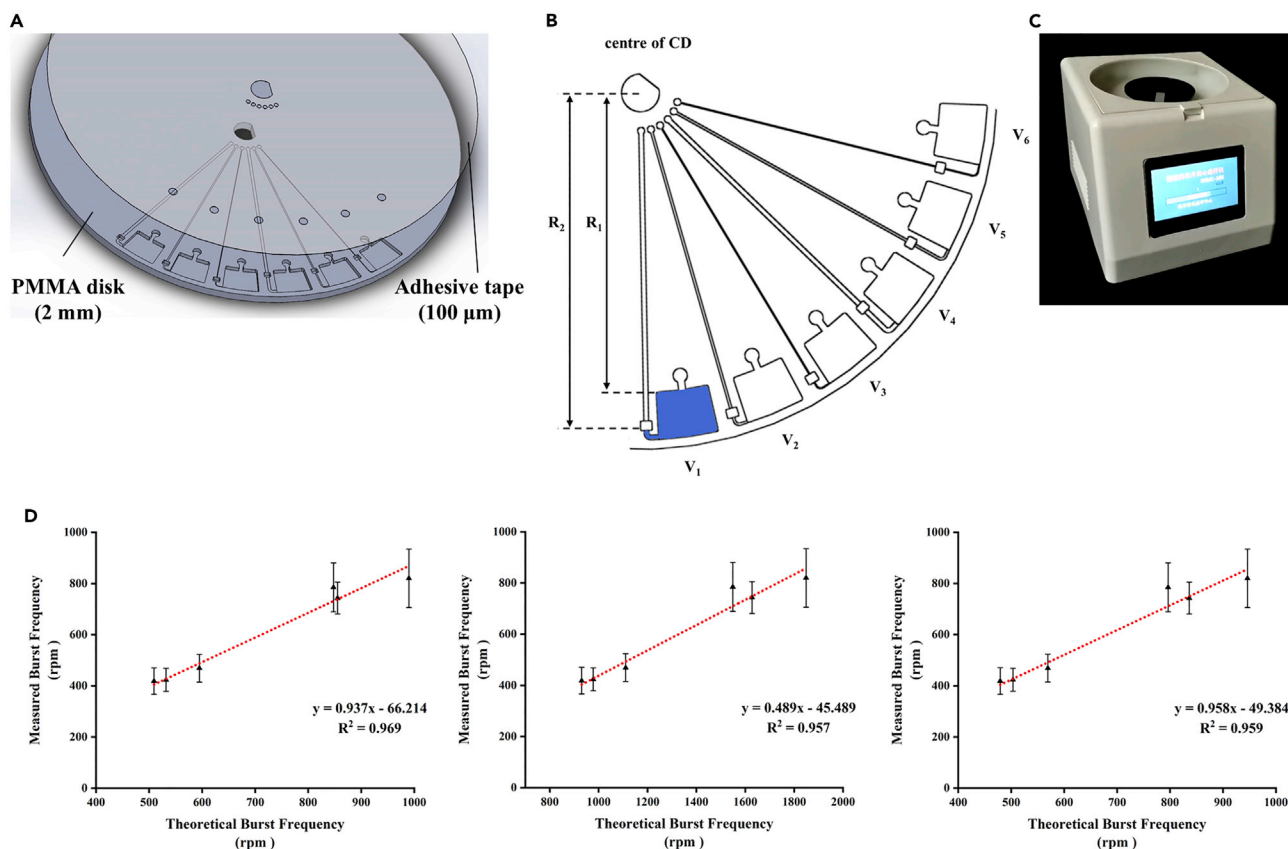 A
PMMA disk
(2 mm)
Adhesive tape
(100 μm)
B
centre of CD
R2
R1
V1
V2
V3
V4
V5
V6
C
D
Measured Burst Frequency
(rpm )
1000
800
600
400
200
0
400
500
600
700
800
900
1000
y = 0.937x - 66.214
R² = 0.969
Theoretical Burst Frequency
(rpm )
Measured Burst Frequency
(rpm )
1000
800
600
400
200
0
800
1000
1200
1400
1600
1800
2000
y = 0.489x - 45.489
R² = 0.957
Theoretical Burst Frequency
(rpm )
Measured Burst Frequency
(rpm )
1000
800
600
400
200
0
400
500
600
700
800
900
1000
y = 0.958x - 49.384
R² = 0.959
Theoretical Burst Frequency
(rpm )